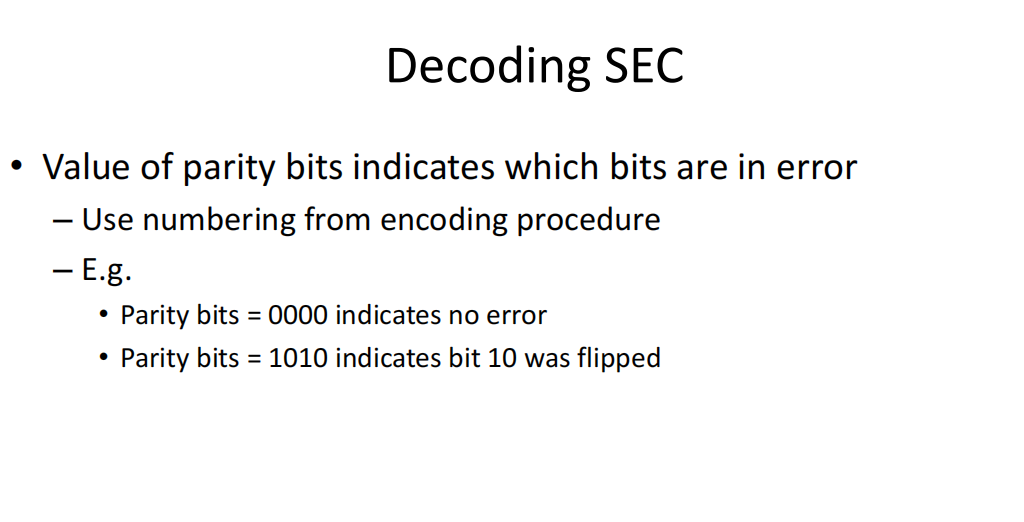 Decoding SEC
• Value of parity bits indicates which bits are in error
– Use numbering from encoding procedure
– E.g.
• Parity bits = 0000 indicates no error
• Parity bits = 1010 indicates bit 10 was flipped